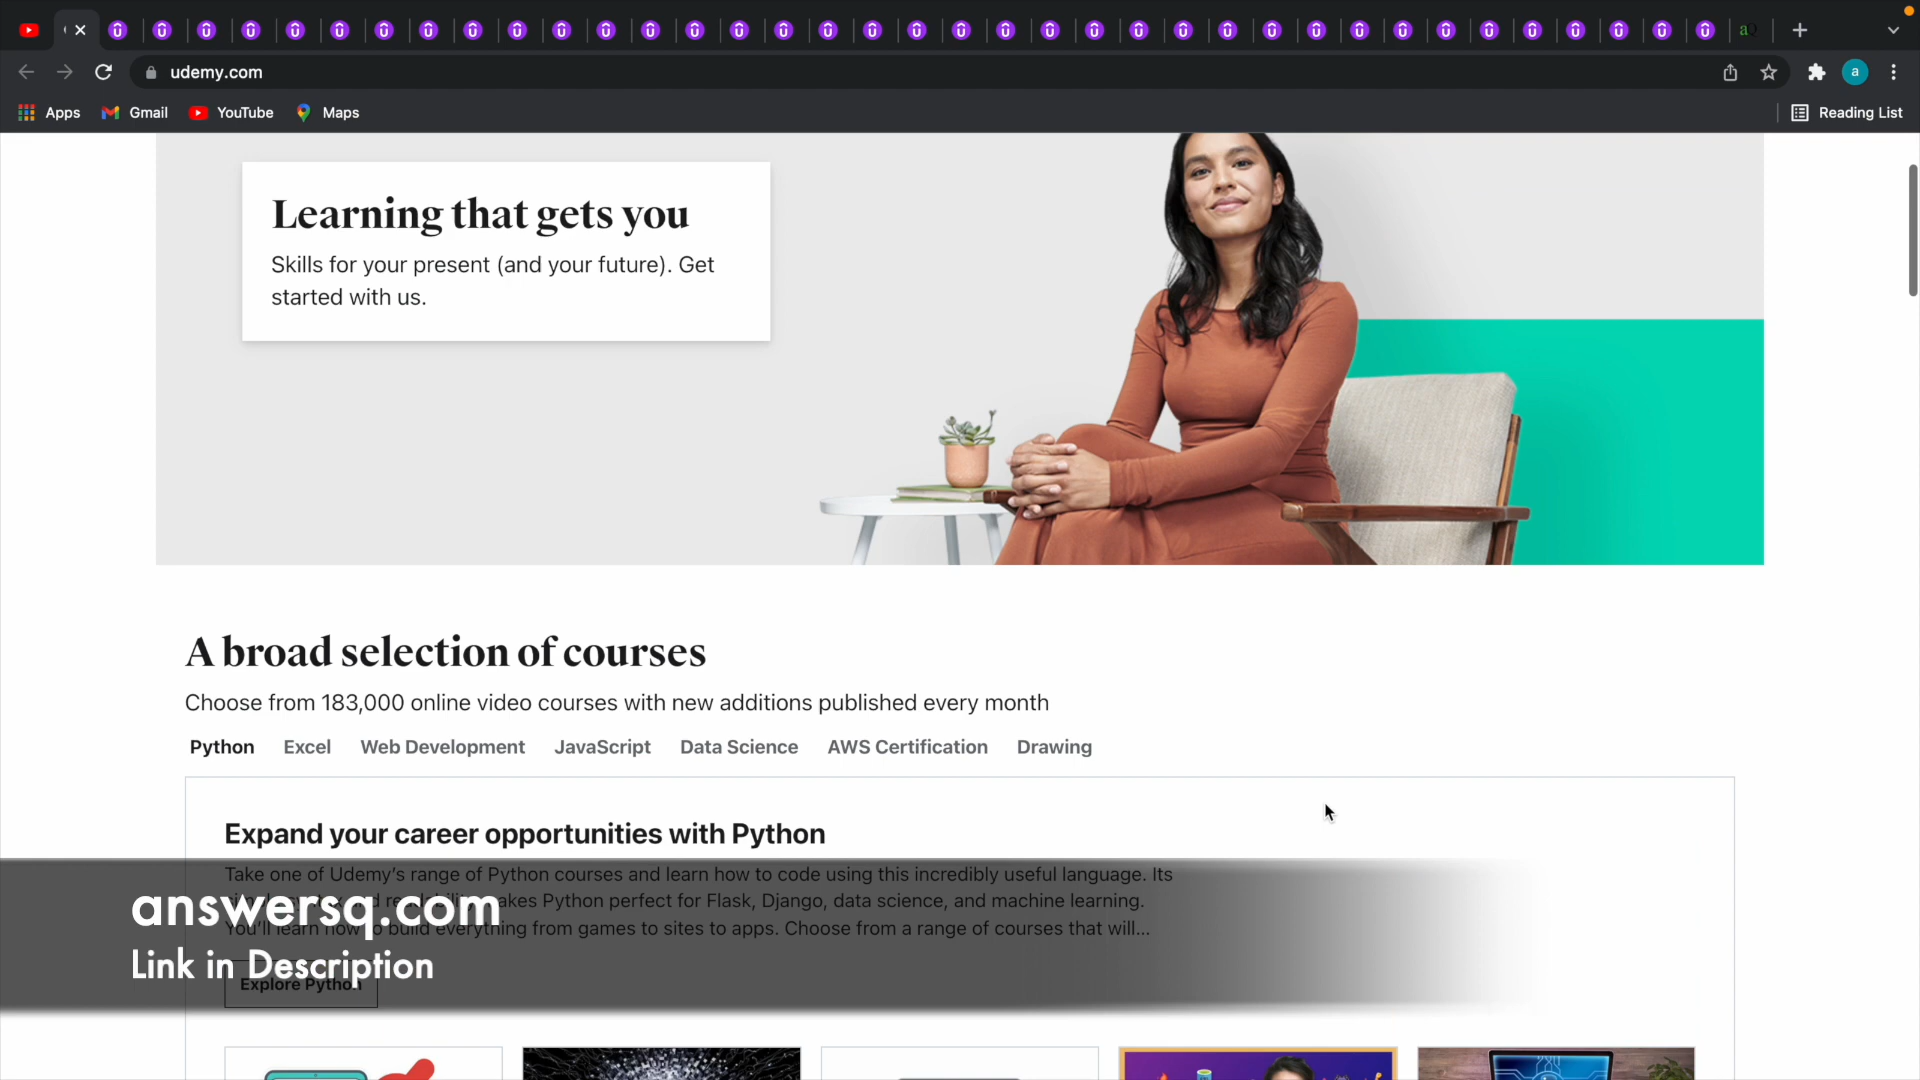 udemy.com
a
Apps
Gmail
YouTube
Maps
Reading List
Learning that gets you
Skills for your present (and your future). Get
started with us.
A broad selection of courses
Choose from 183,000 online video courses with new additions published every month
Python
Excel
Web Development
JavaScript
Data Science
AWS Certification
Drawing
Expand your career opportunities with Python
Take one of Udemy's range of Python courses and learn how to code using this incredibly useful language. Its
makes Python perfect for Flask, Django, data science, and machine learning.
You'll learn how to build everything from games to sites to apps. Choose from a range of courses that will...
answersq.com
Link in Description
Explore Python